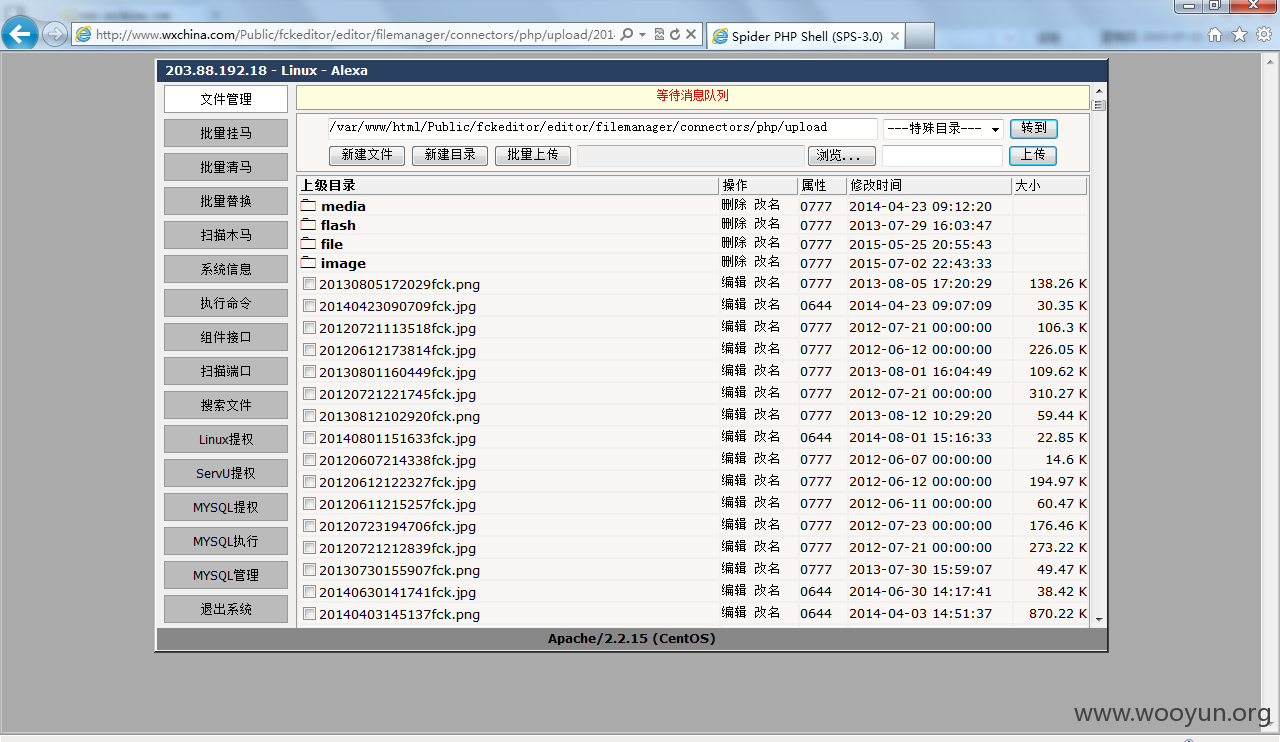 http://www.wxchina.com/Public/fckeditor/editor/filemanager/connectors/php/upload/201
Spider PHP Shell (SPS-3.0)
203.88.192.18 - Linux - Alexa
文件管理
批量挂马
批量清马
批量替换
扫描木马
系统信息
执行命令
组件接口
扫描端口
搜索文件
Linux提权
ServU提权
MYSQL提权
MYSQL执行
MYSQL管理
退出系统
等待消息队列
/var/www/html/Public/fckeditor/editor/filemanager/connectors/php/upload ---特殊目录--- 转到
新建文件 新建目录 批量上传 浏览... 上传
上级目录 操作 属性 修改时间 大小
media 删除 改名 0777 2014-04-23 09:12:20
flash 删除 改名 0777 2013-07-29 16:03:47
file 删除 改名 0777 2015-05-25 20:55:43
image 删除 改名 0777 2015-07-02 22:43:33
20130805172029fck.png 编辑 改名 0777 2013-08-05 17:20:29 138.26 K
20140423090709fck.jpg 编辑 改名 0644 2014-04-23 09:07:09 30.35 K
20120721113518fck.jpg 编辑 改名 0777 2012-07-21 00:00:00 106.3 K
20120612173814fck.jpg 编辑 改名 0777 2012-06-12 00:00:00 226.05 K
20130801160449fck.jpg 编辑 改名 0777 2013-08-01 16:04:49 109.62 K
20120721221745fck.jpg 编辑 改名 0777 2012-07-21 00:00:00 310.27 K
20130812102920fck.png 编辑 改名 0777 2013-08-12 10:29:20 59.44 K
20140801151633fck.jpg 编辑 改名 0644 2014-08-01 15:16:33 22.85 K
20120607214338fck.jpg 编辑 改名 0777 2012-06-07 00:00:00 14.6 K
20120612122327fck.jpg 编辑 改名 0777 2012-06-12 00:00:00 194.97 K
20120611215257fck.jpg 编辑 改名 0777 2012-06-11 00:00:00 60.47 K
20120723194706fck.jpg 编辑 改名 0777 2012-07-23 00:00:00 176.46 K
20120721212839fck.jpg 编辑 改名 0777 2012-07-21 00:00:00 273.22 K
20130730155907fck.png 编辑 改名 0777 2013-07-30 15:59:07 49.47 K
20140630141741fck.jpg 编辑 改名 0644 2014-06-30 14:17:41 38.42 K
20140403145137fck.png 编辑 改名 0644 2014-04-03 14:51:37 870.22 K
Apache/2.2.15 (CentOS)
www.wooyun.org